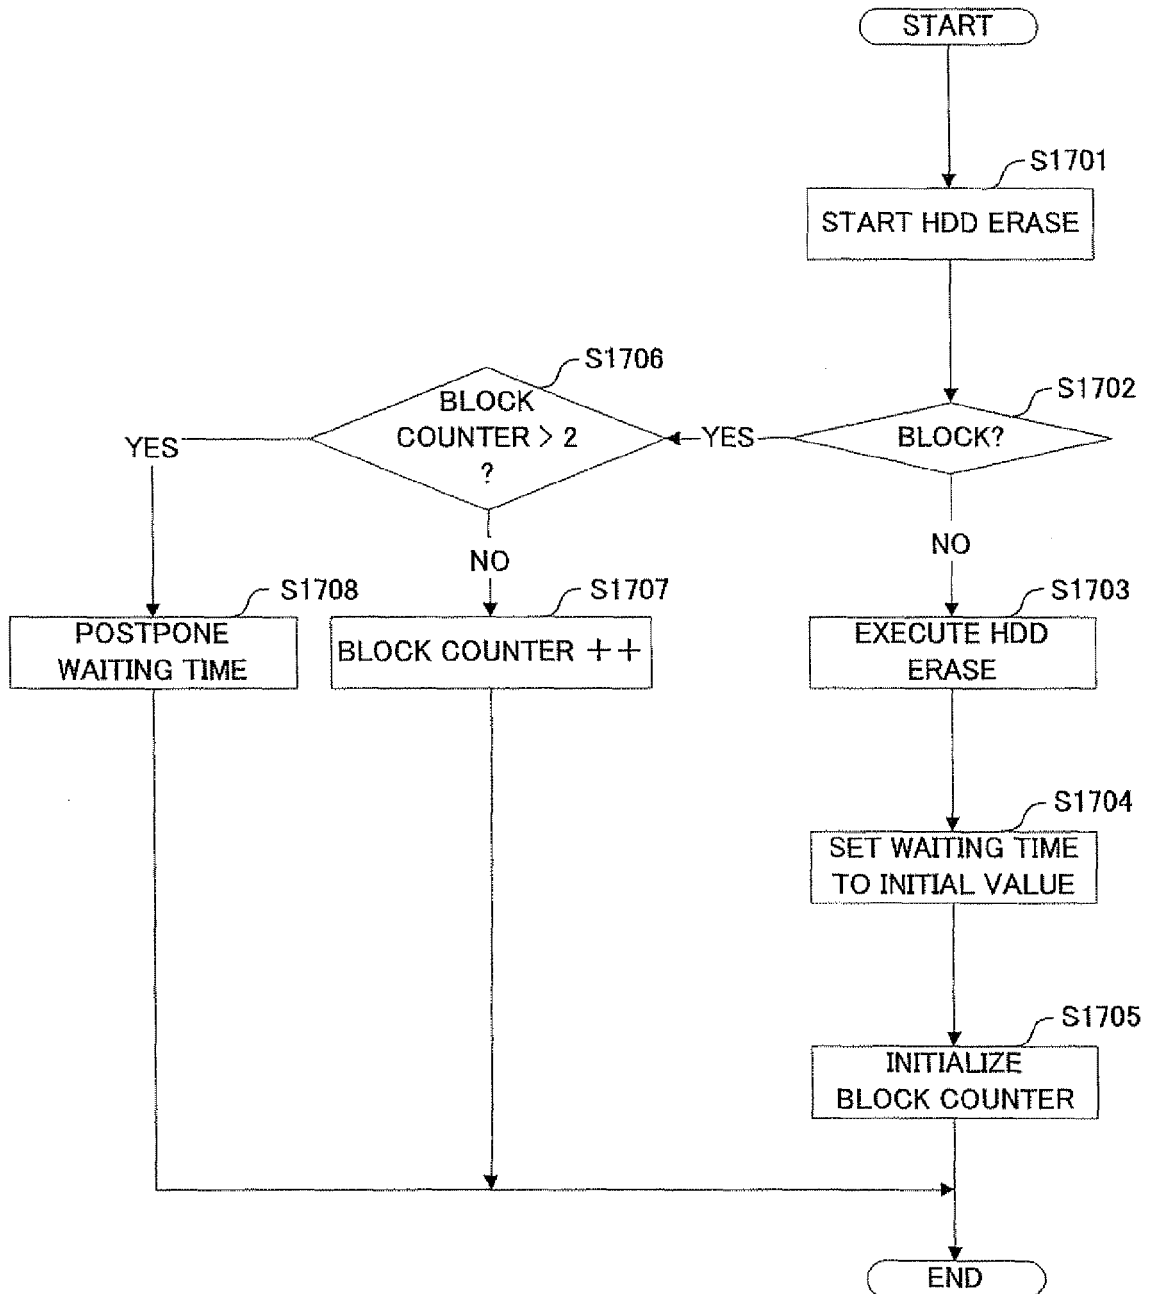 START
S1701
START HDD ERASE
S1706
S1702
BLOCK
COUNTER > 2
?
YES
YES
BLOCK?
NO
NO
S1708
S1707
S1703
POSTPONE
WAITING TIME
BLOCK COUNTER ++
EXECUTE HDD
ERASE
S1704
SET WAITING TIME
TO INITIAL VALUE
S1705
INITIALIZE
BLOCK COUNTER
END